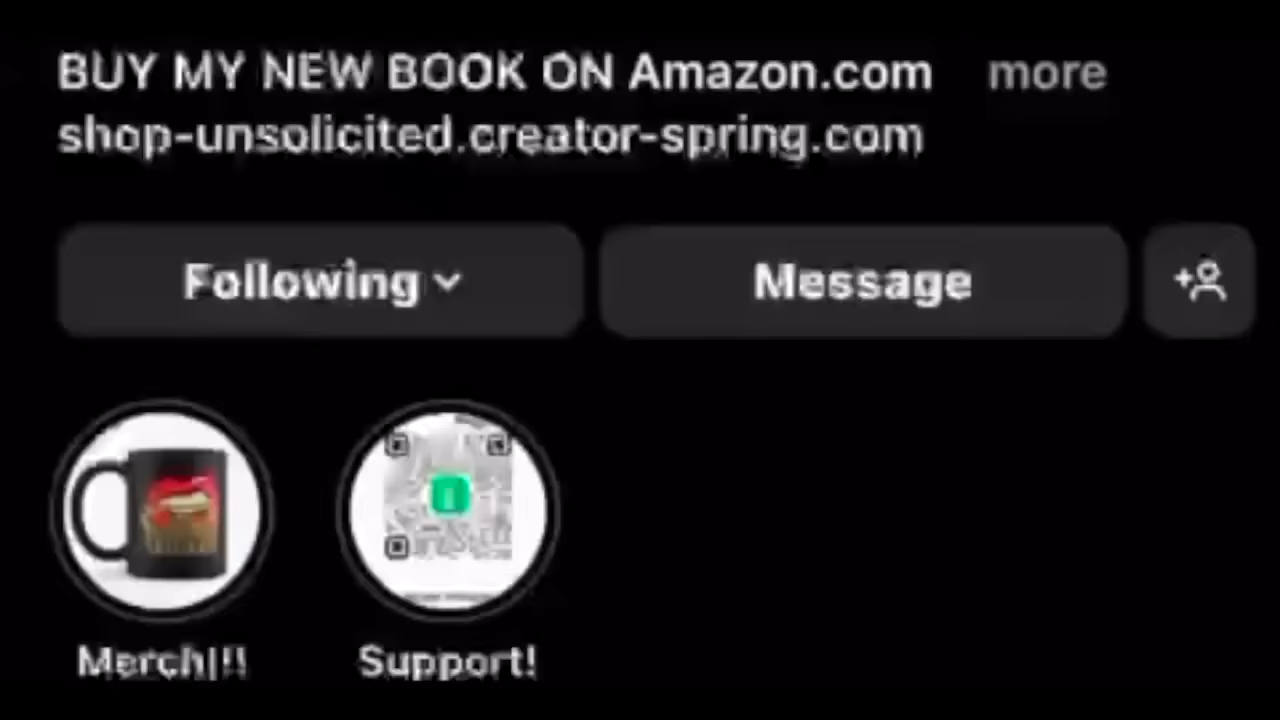 BUY MY NEW BOOK ON Amazon.com more
shop-unsolicited.creator-spring.com
Following
Message
Merch|!!
Support!